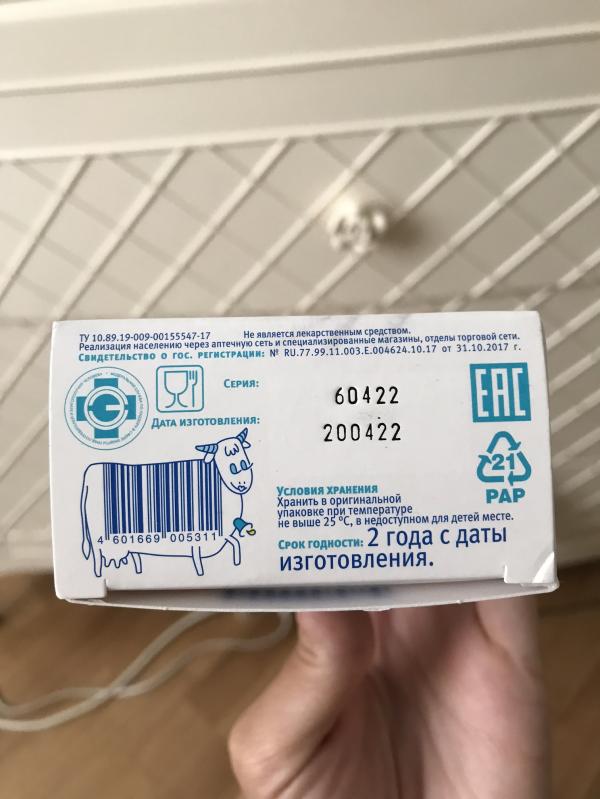 ТУ 10.89.19-009-00155547-17 Не является лекарственным средством.
Реализация населению через аптечную сеть и специализированные магазины, отделы торговой сети.
Свидетельство о гос. регистрации: № RU.77.99.11.003.Е.004624.10.17 от 31.10.2017 г.
Серия: 60422
Дата изготовления: 200422
EAC
21
PAP
4 601669 005311
Условия хранения
Хранить в оригинальной
упаковке при температуре
не выше 25 °С, в недоступном для детей месте.
Срок годности: 2 года с даты
изготовления.